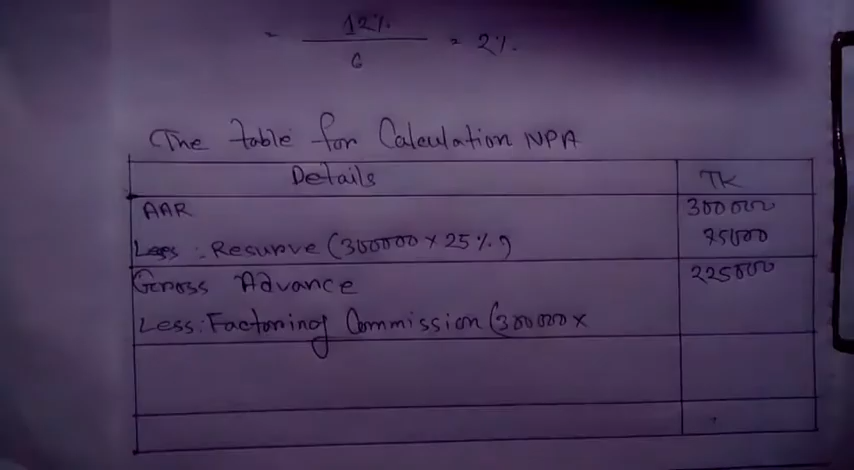 = 12%. / 6 = 2%.
The table for Calculation NPA
Details TK
AAR 300000
Less : Resurve (300000 × 25%) 75000
Gross Advance 225000
Less: Factoring Commission (300000 ×